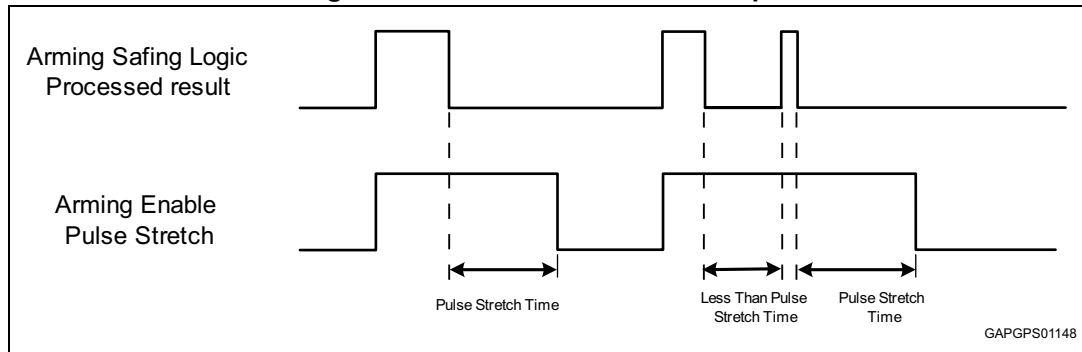 Arming Safing Logic
Processed result
Arming Enable
Pulse Stretch
Pulse Stretch Time
Less Than Pulse
Stretch Time
Pulse Stretch
Time
GAPGPS01148